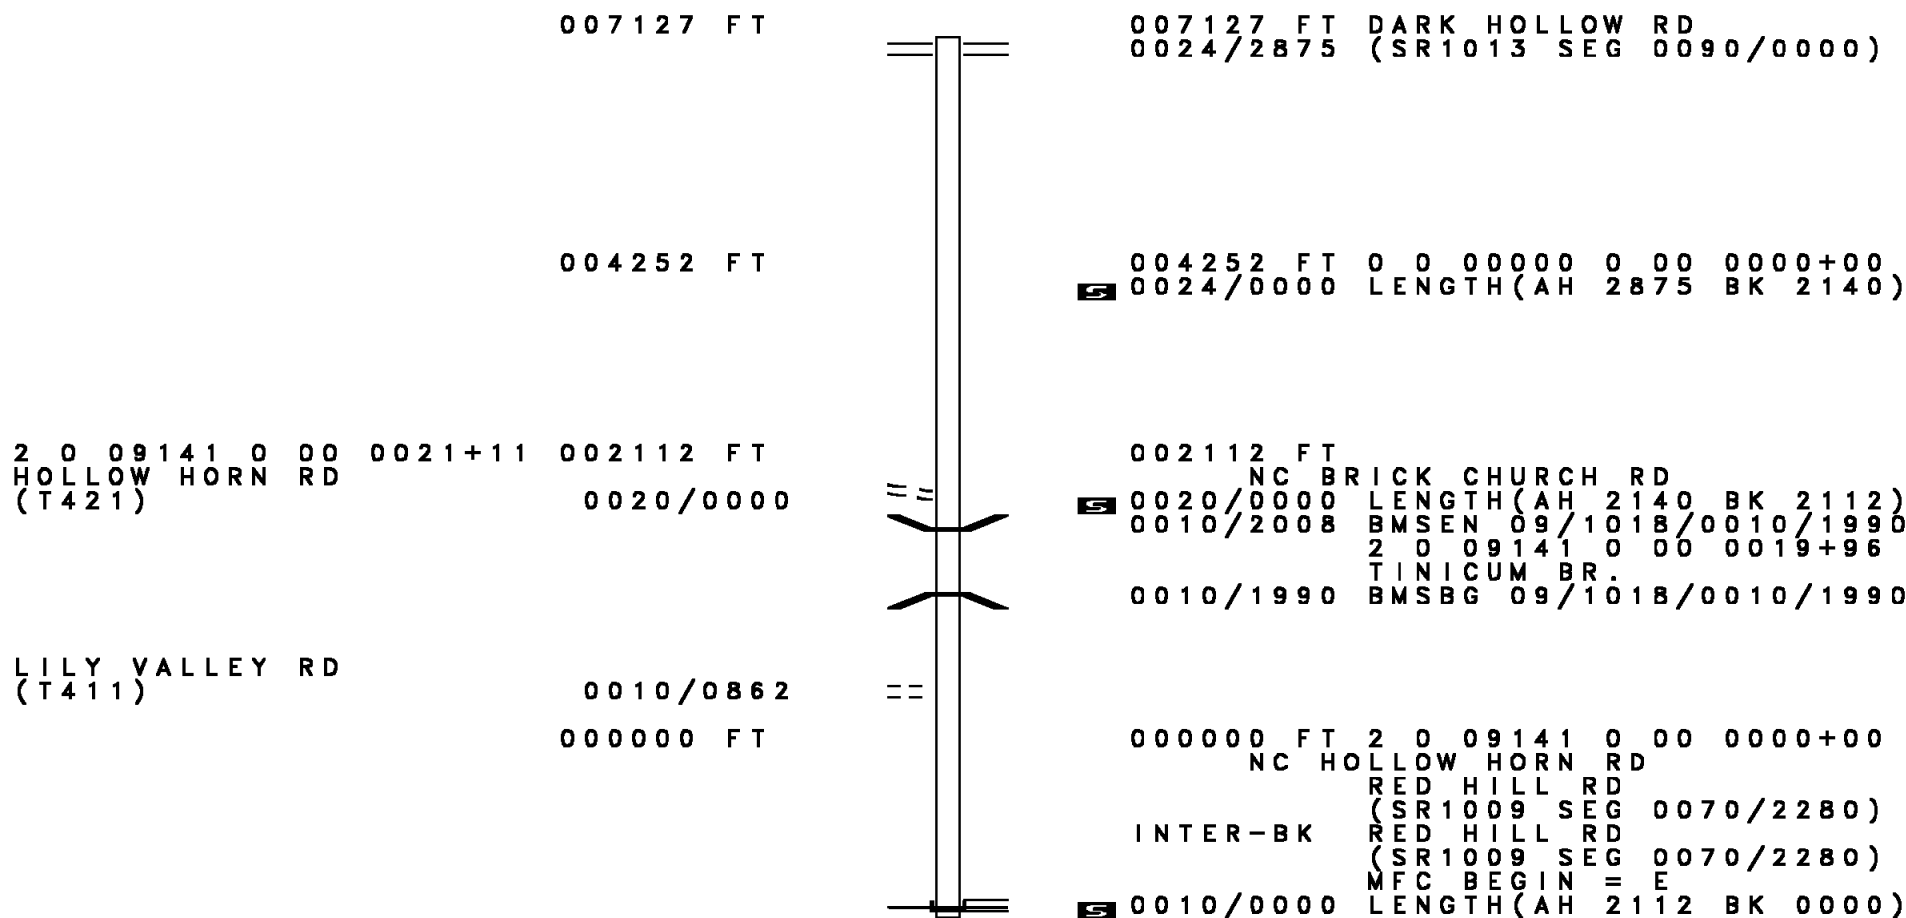 007127 FT 007127 FT DARK HOLLOW RD
0024/2875 (SR1013 SEG 0090/0000)
004252 FT 004252 FT 0 0 00000 0 00 0000+00
S 0024/0000 LENGTH(AH 2875 BK 2140)
2 0 09141 0 00 0021+11 002112 FT 002112 FT
HOLLOW HORN RD NC BRICK CHURCH RD
(T421) 0020/0000 S 0020/0000 LENGTH(AH 2140 BK 2112)
0010/2008 BMSEN 09/1018/0010/1990
2 0 09141 0 00 0019+96
TINICUM BR.
0010/1990 BMSBG 09/1018/0010/1990
LILY VALLEY RD
(T411) 0010/0862
000000 FT 000000 FT 2 0 09141 0 00 0000+00
NC HOLLOW HORN RD
RED HILL RD
(SR1009 SEG 0070/2280)
INTER-BK RED HILL RD
(SR1009 SEG 0070/2280)
MFC BEGIN = E
S 0010/0000 LENGTH(AH 2112 BK 0000)